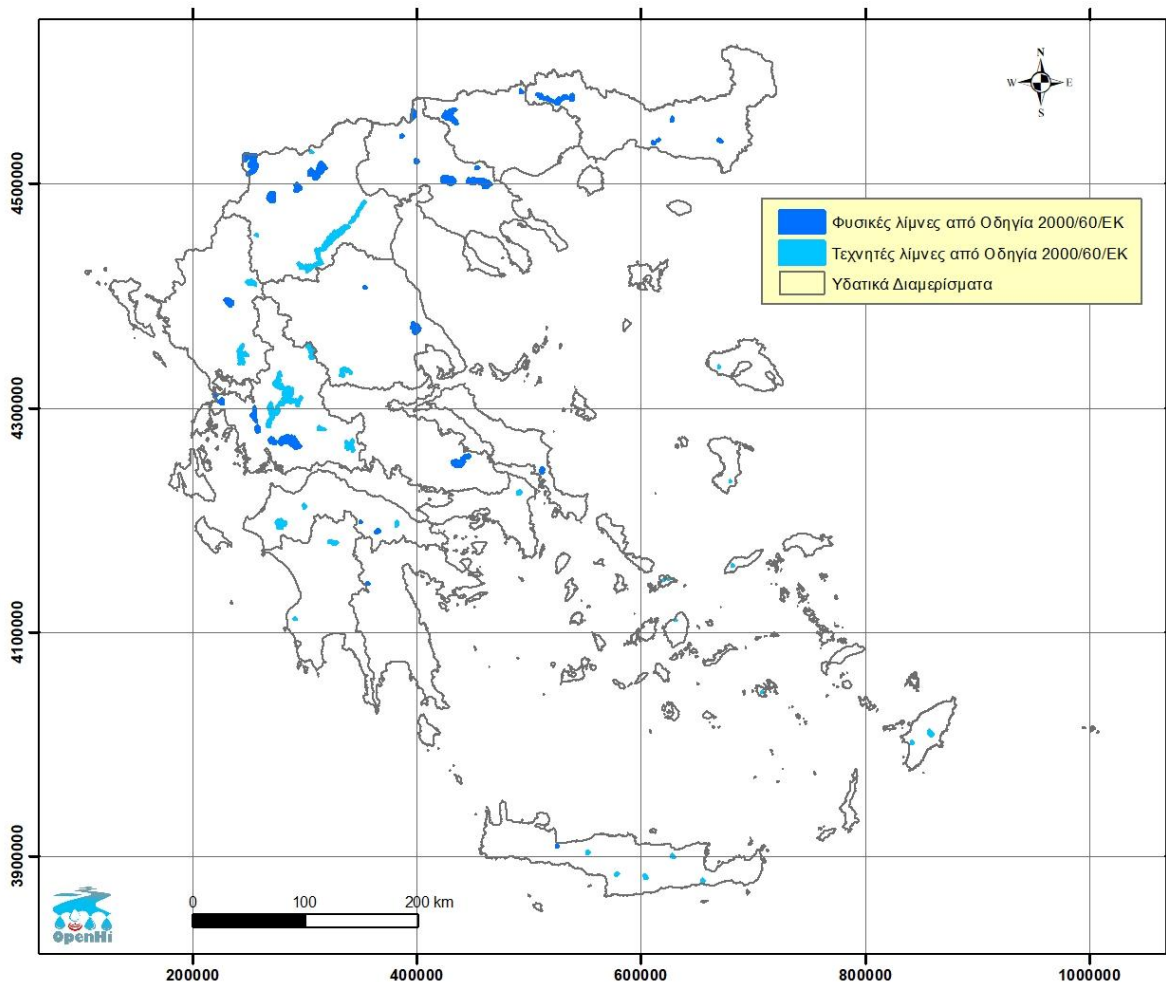 N
W E
S
4500000
Φυσικές λίμνες από Οδηγία 2000/60/ΕΚ
Τεχνητές λίμνες από Οδηγία 2000/60/ΕΚ
Υδατικά Διαμερίσματα
4300000
4100000
3900000
0 100 200 km
OpenHi
200000 400000 600000 800000 1000000